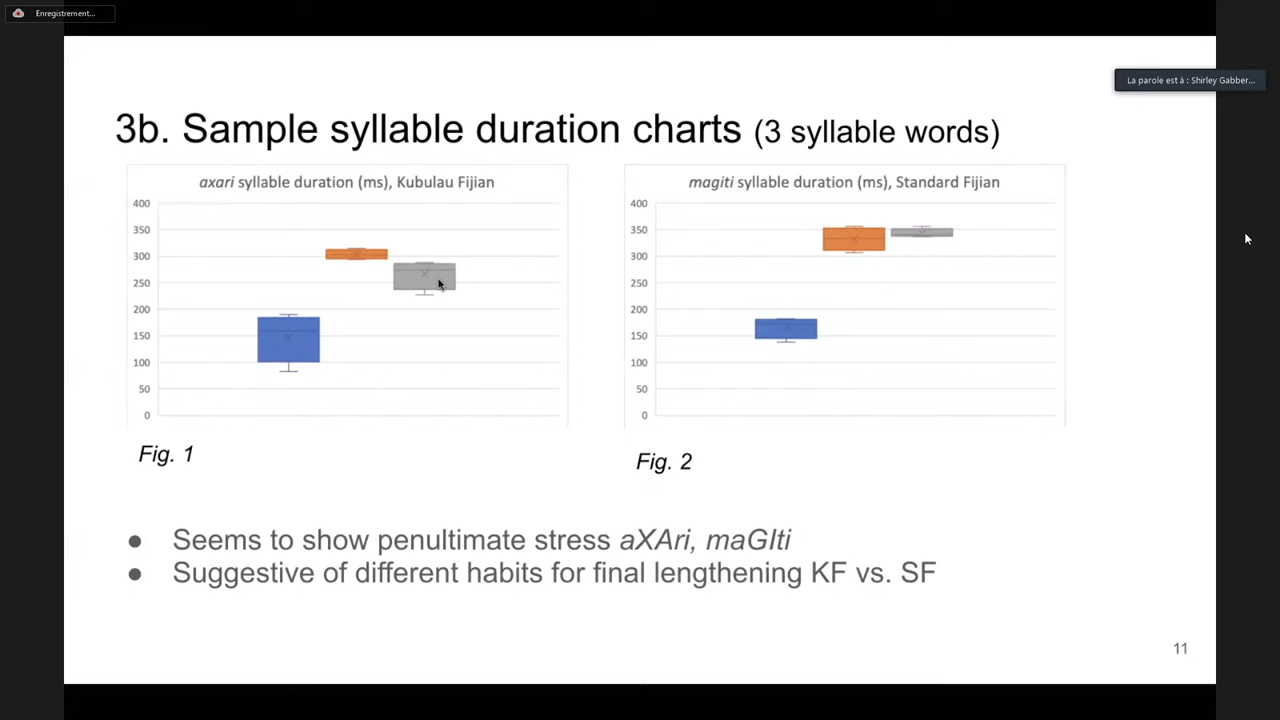 Enregistrement...
La parole est à : Shirley Gabber...
3b. Sample syllable duration charts (3 syllable words)
axari syllable duration (ms), Kubulau Fijian
400
350
300
250
200
150
100
50
0
Fig. 1
magiti syllable duration (ms), Standard Fijian
400
350
300
250
200
150
100
50
0
Fig. 2
● Seems to show penultimate stress aXAri, maGIti
● Suggestive of different habits for final lengthening KF vs. SF
11